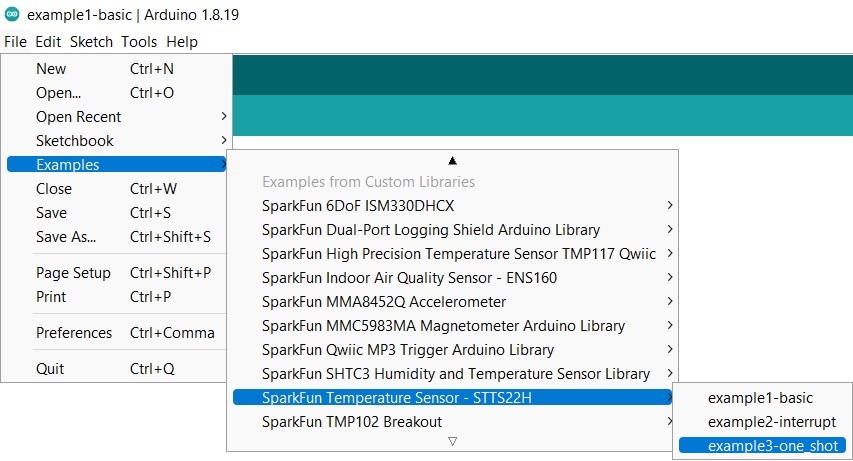 example1-basic | Arduino 1.8.19
File Edit Sketch Tools Help
New Ctrl+N
Open... Ctrl+O
Open Recent
Sketchbook
Examples
Close Ctrl+W
Save Ctrl+S
Save As... Ctrl+Shift+S
Page Setup Ctrl+Shift+P
Print Ctrl+P
Preferences Ctrl+Comma
Quit Ctrl+Q
Examples from Custom Libraries
SparkFun 6DoF ISM330DHCX
SparkFun Dual-Port Logging Shield Arduino Library
SparkFun High Precision Temperature Sensor TMP117 Qwiic
SparkFun Indoor Air Quality Sensor - ENS160
SparkFun MMA8452Q Accelerometer
SparkFun MMC5983MA Magnetometer Arduino Library
SparkFun Qwiic MP3 Trigger Arduino Library
SparkFun SHTC3 Humidity and Temperature Sensor Library
SparkFun Temperature Sensor - STTS22H
SparkFun TMP102 Breakout
example1-basic
example2-interrupt
example3-one_shot